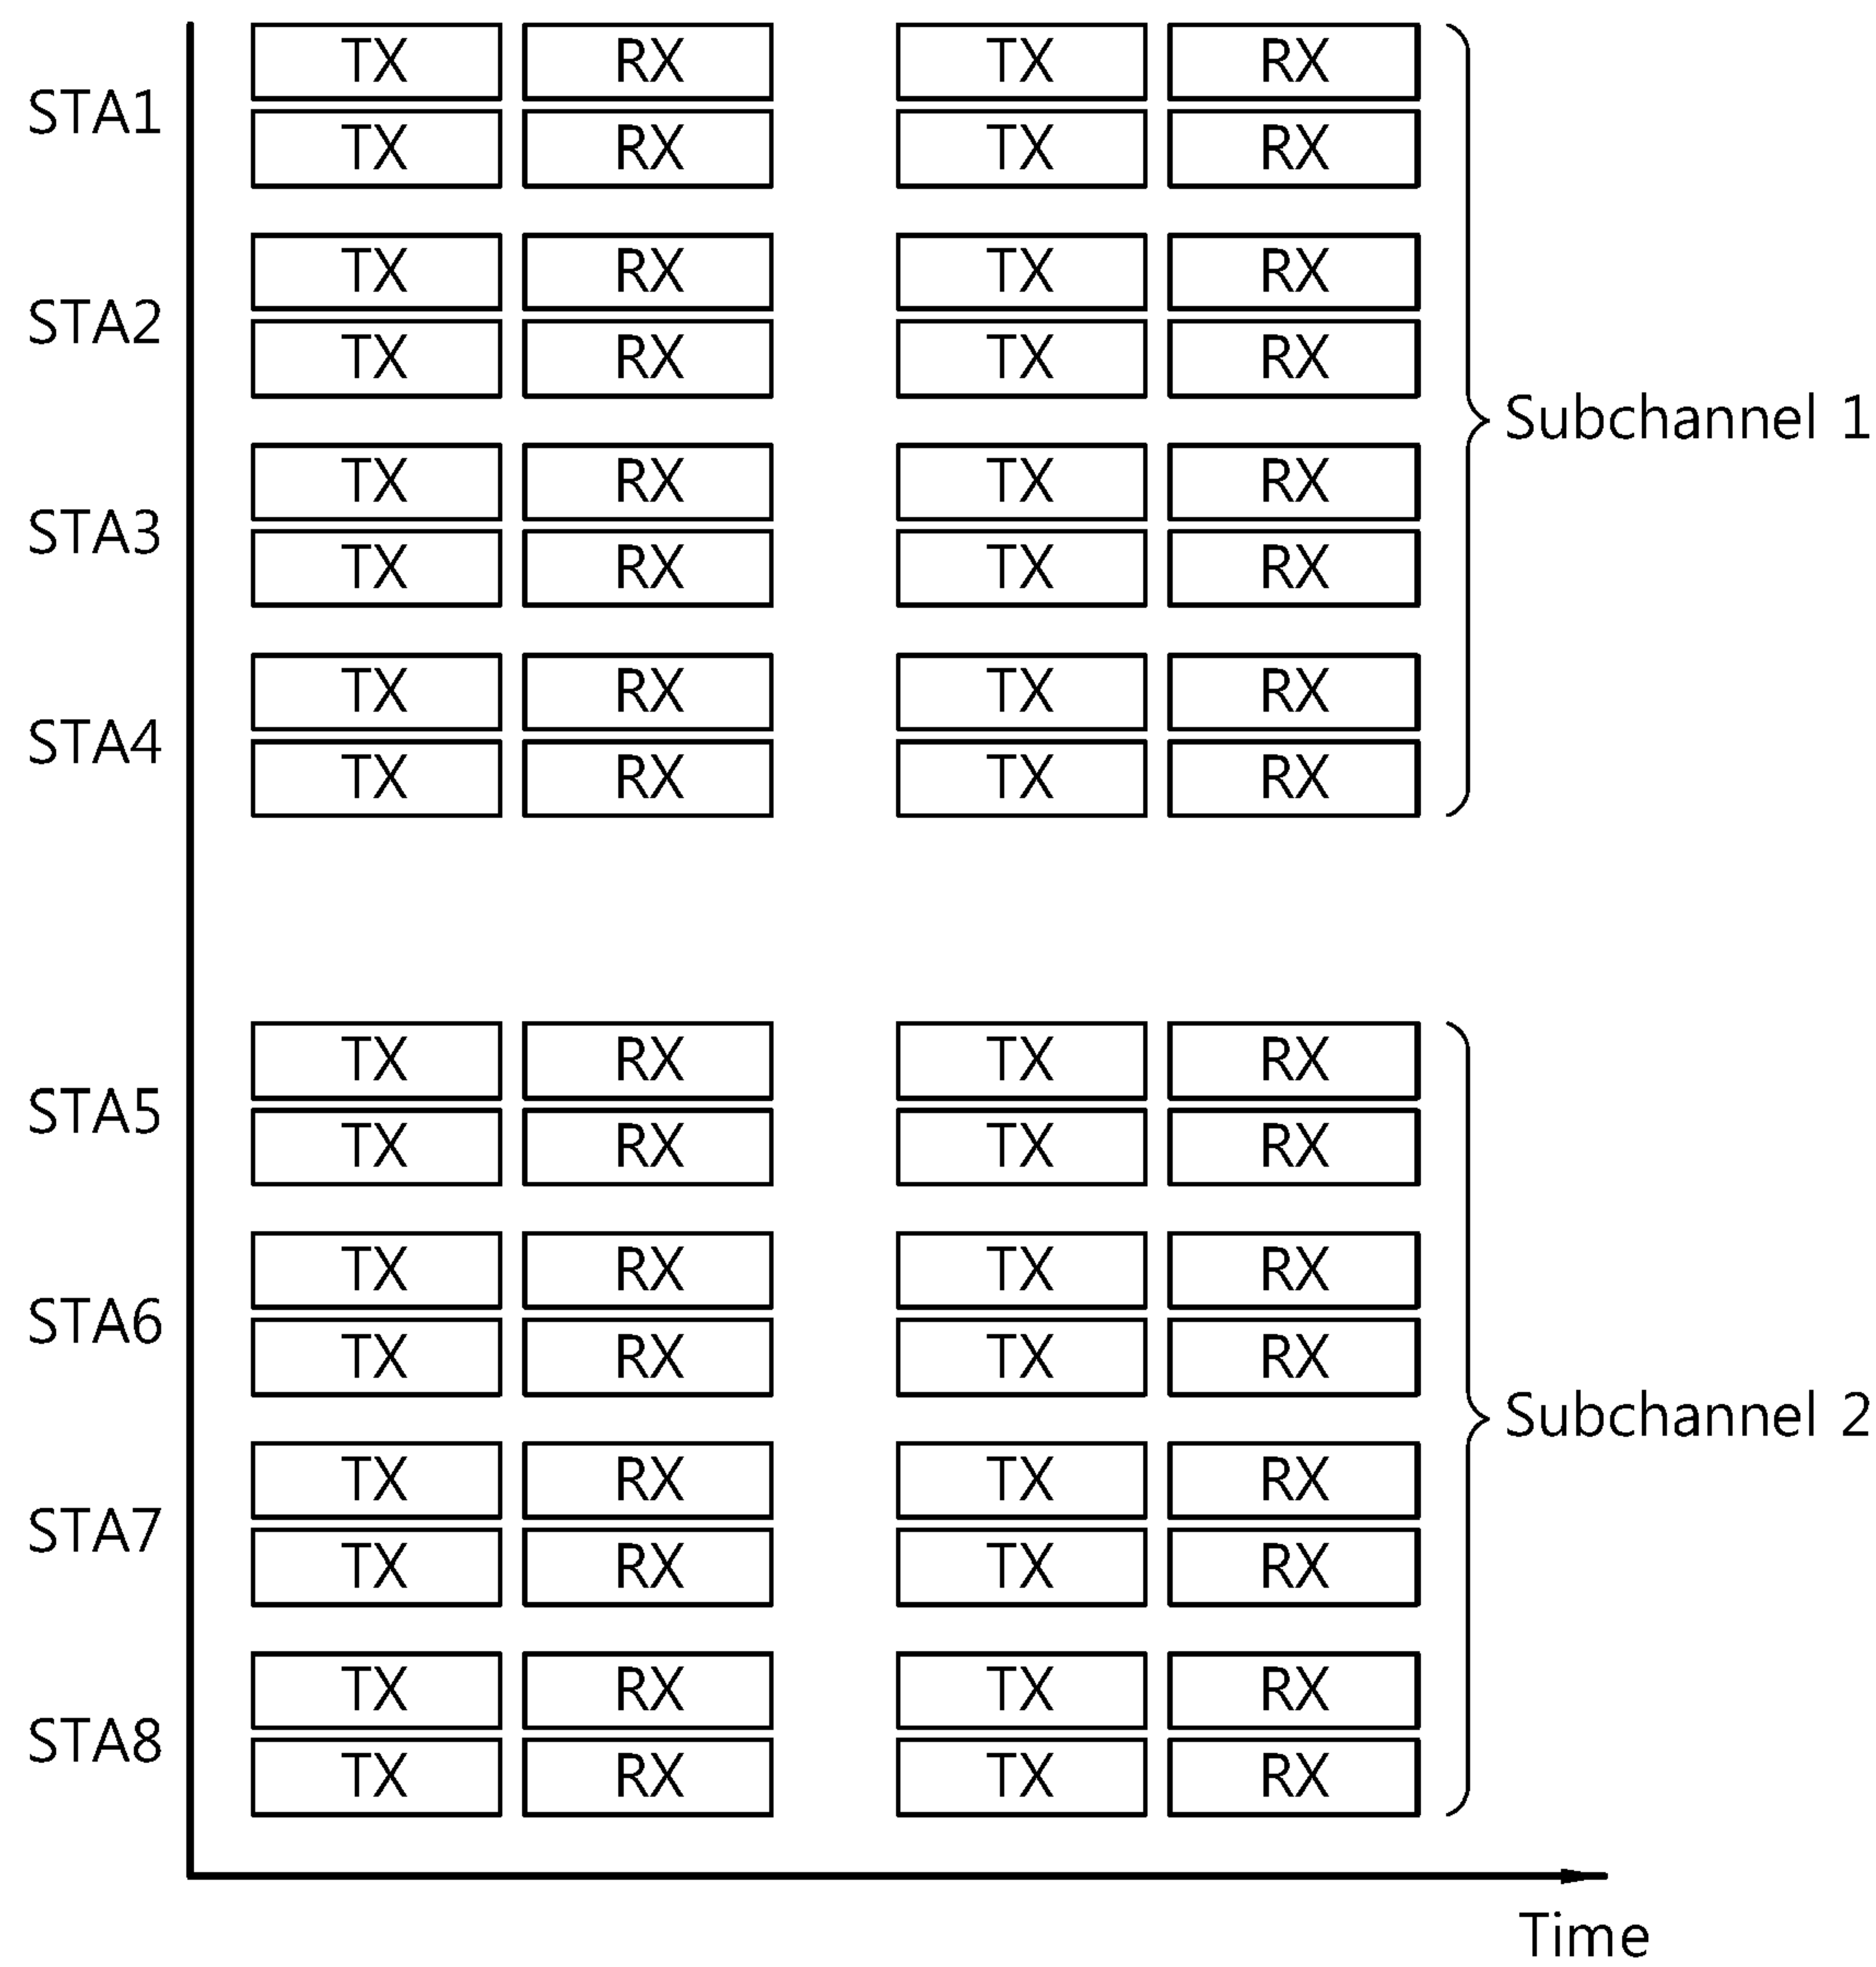 TX RX TX RX
STA1
TX RX TX RX
TX RX TX RX
STA2
TX RX TX RX
Subchannel 1
TX RX TX RX
STA3
TX RX TX RX
TX RX TX RX
STA4
TX RX TX RX
TX RX TX RX
STA5
TX RX TX RX
TX RX TX RX
STA6
TX RX TX RX
Subchannel 2
TX RX TX RX
STA7
TX RX TX RX
TX RX TX RX
STA8
TX RX TX RX
Time